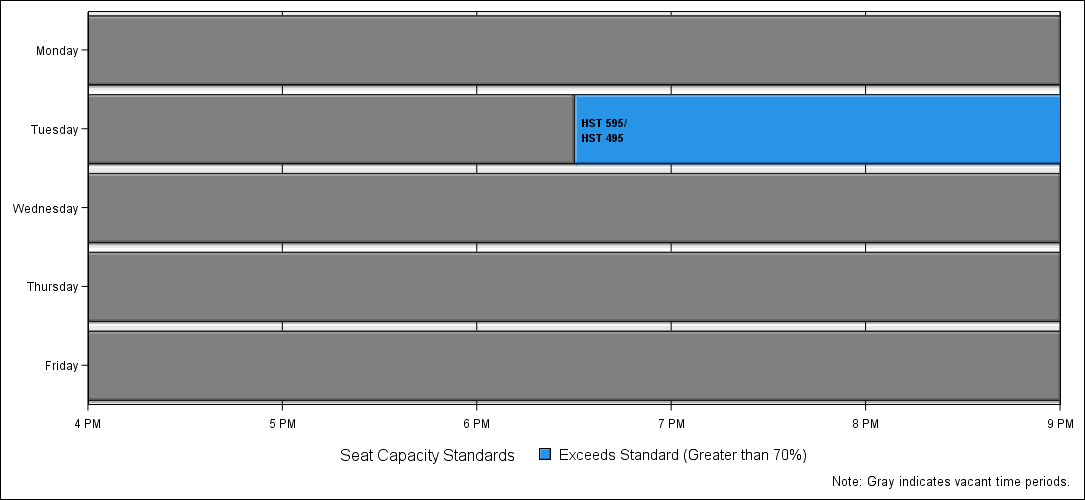 Monday
Tuesday
HST 595/
HST 495
Wednesday
Thursday
Friday
4 PM 5 PM 6 PM 7 PM 8 PM 9 PM
Seat Capacity Standards Exceeds Standard (Greater than 70%)
Note: Gray indicates vacant time periods.